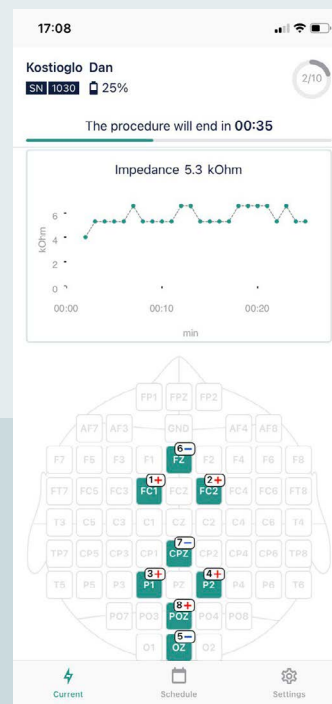 17:08
Kostioglo Dan
SN 1030 25%
2/10
The procedure will end in 00:35
Impedance 5.3 kOhm
kOhm
6
4
2
0
00:00 00:10 00:20
min
FP1 FPZ FP2
AF7 AF3 GND AF4 AF8
6-
F7 F5 F3 F1 FZ F2 F4 F6 F8
1+ 2+
FT7 FC5 FC3 FC1 FCZ FC2 FC4 FC6 FT8
T3 C5 C3 C1 CZ C2 C4 C6 T4
7-
TP7 CP5 CP3 CP1 CPZ CP2 CP4 CP6 TP8
3+ 4+
T5 P5 P3 P1 PZ P2 P4 P6 T6
8+
PO7 PO3 POZ PO4 PO8
5-
O1 OZ O2
Current Schedule Settings